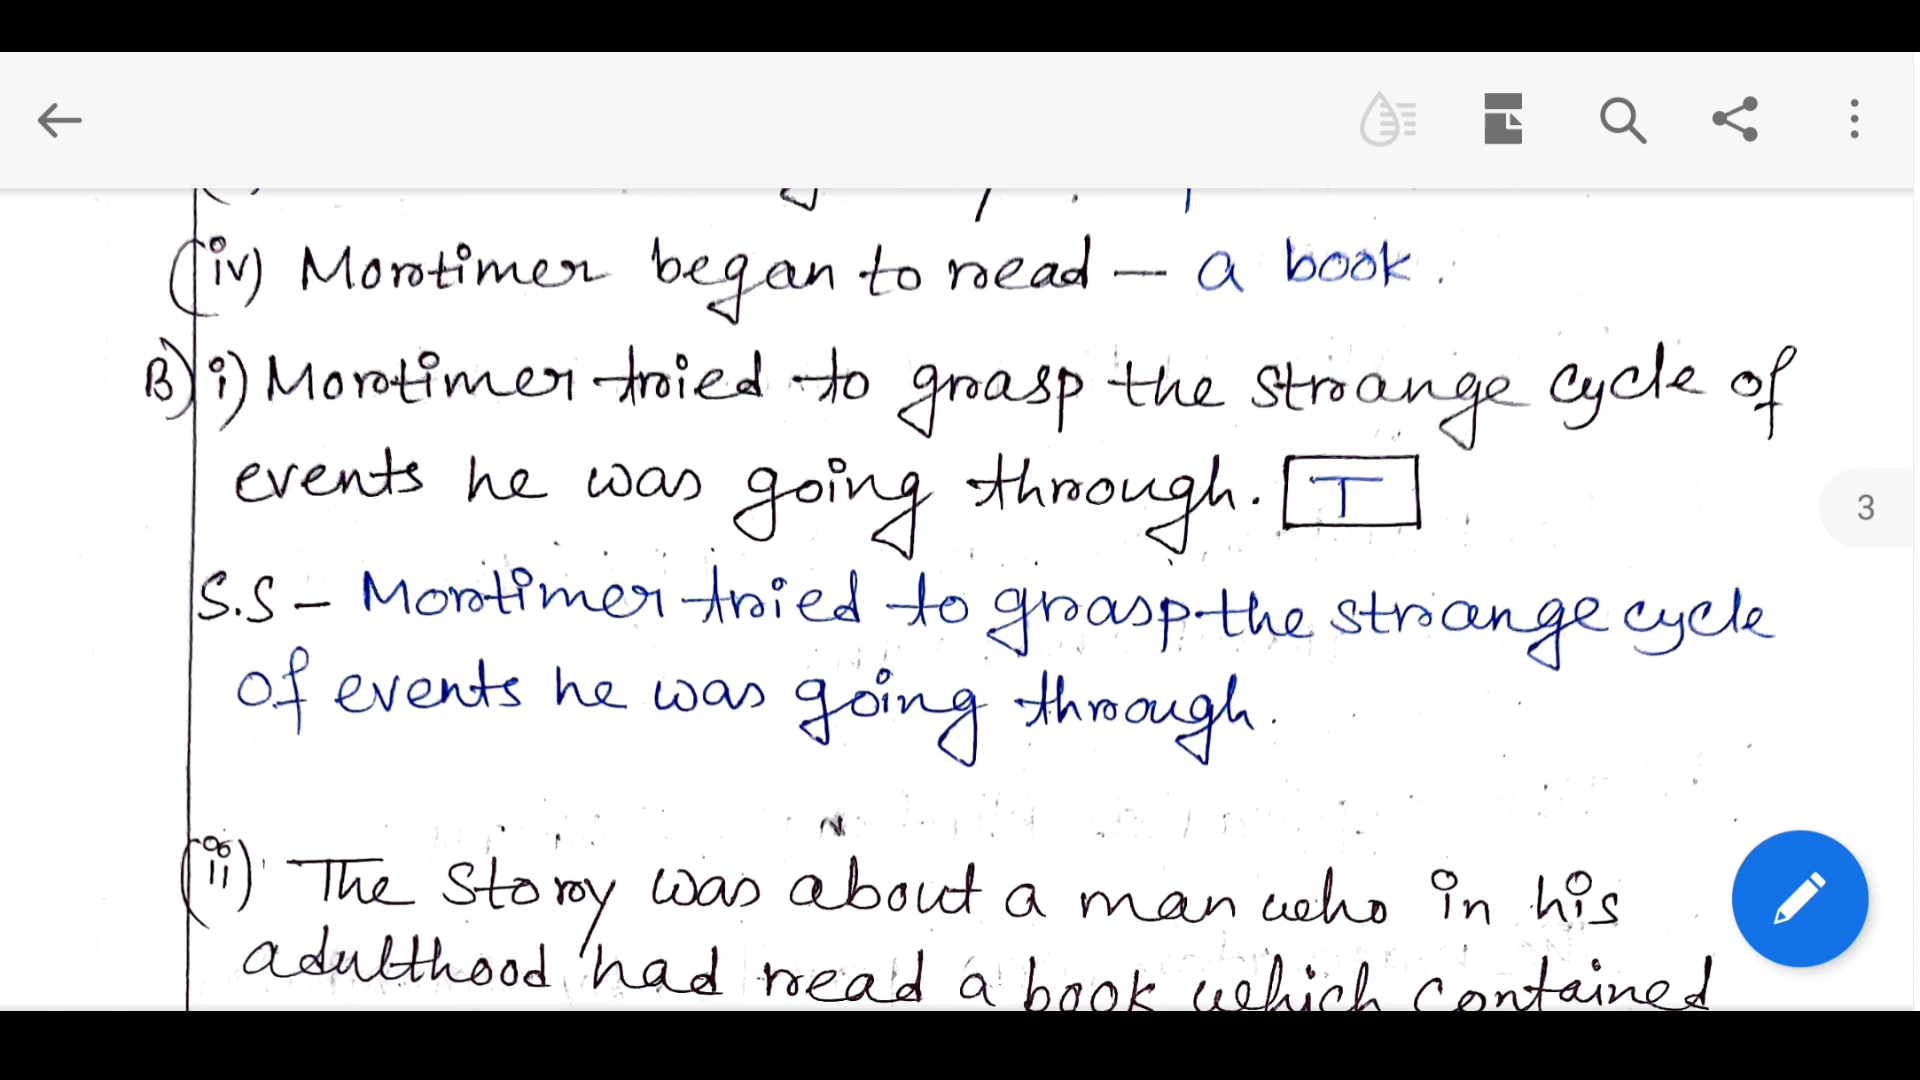 (iv) Mortimer began to read — a book.
B) i) Mortimer tried to grasp the strange cycle of
events he was going through. T
3
S.S – Mortimer tried to grasp the strange cycle
of events he was going through.
(ii) The story was about a man who in his
adulthood had read a book which contained